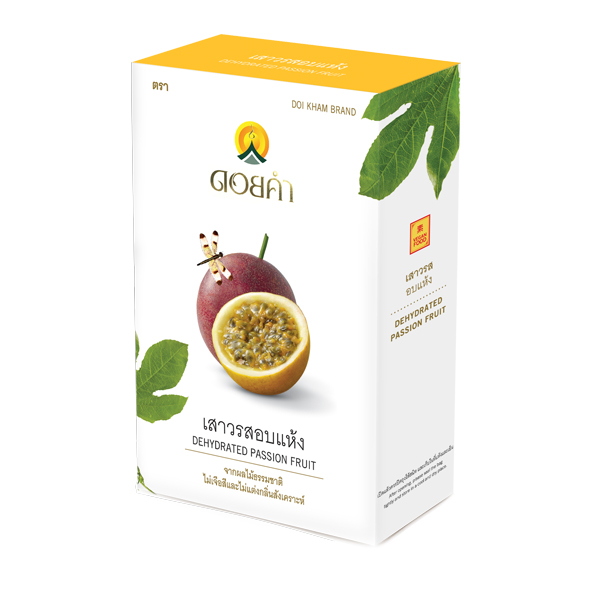 เสาวรสอบแห้ง
DEHYDRATED PASSION FRUIT
ตรา
DOI KHAM BRAND
ดอยคำ
เสาวรสอบแห้ง
DEHYDRATED PASSION FRUIT
จากผลไม้ธรรมชาติ
ไม่เจือสีและไม่แต่งกลิ่นสังเคราะห์
VEGAN
FOOD
เสาวรส
อบแห้ง
DEHYDRATED
PASSION FRUIT